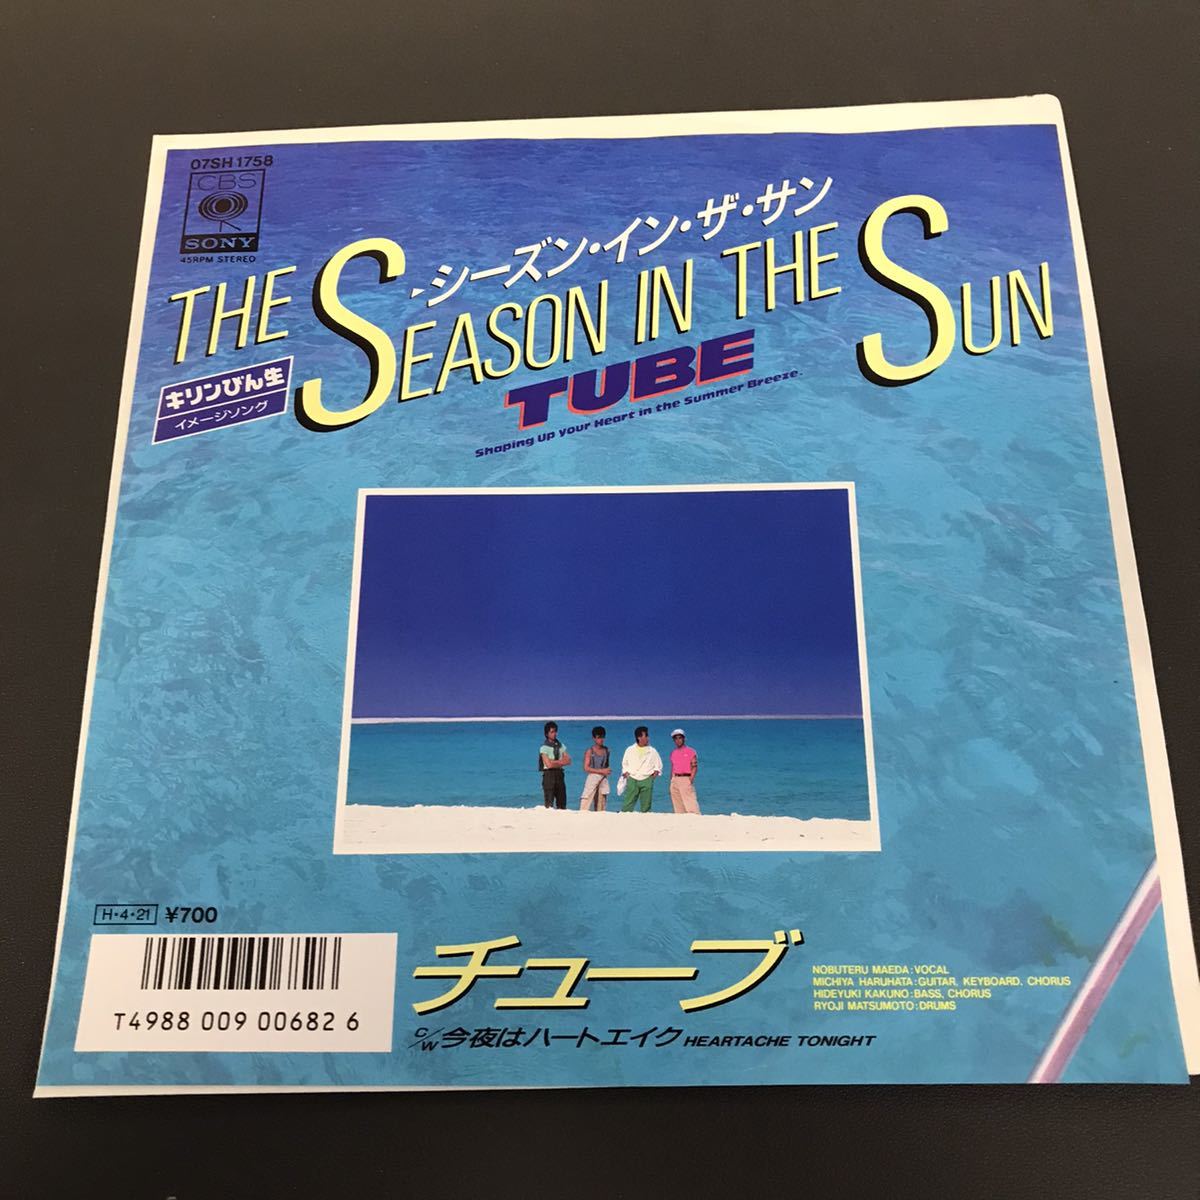 07SH 1758
CBS
SONY
45RPM STEREO
シーズン・イン・ザ・サン
THE SEASON IN THE SUN
TUBE
Shaping Up your Heart in the Summer Breeze.
キリンびん生
イメージソング
H・4・21 ¥700
T4988 009 00682 6
チューブ
NOBUTERU MAEDA:VOCAL
MICHIYA HARUHATA:GUITAR, KEYBOARD, CHORUS
HIDEYUKI KAKUNO:BASS, CHORUS
RYOJI MATSUMOTO:DRUMS
C/W 今夜はハートエイク HEARTACHE TONIGHT